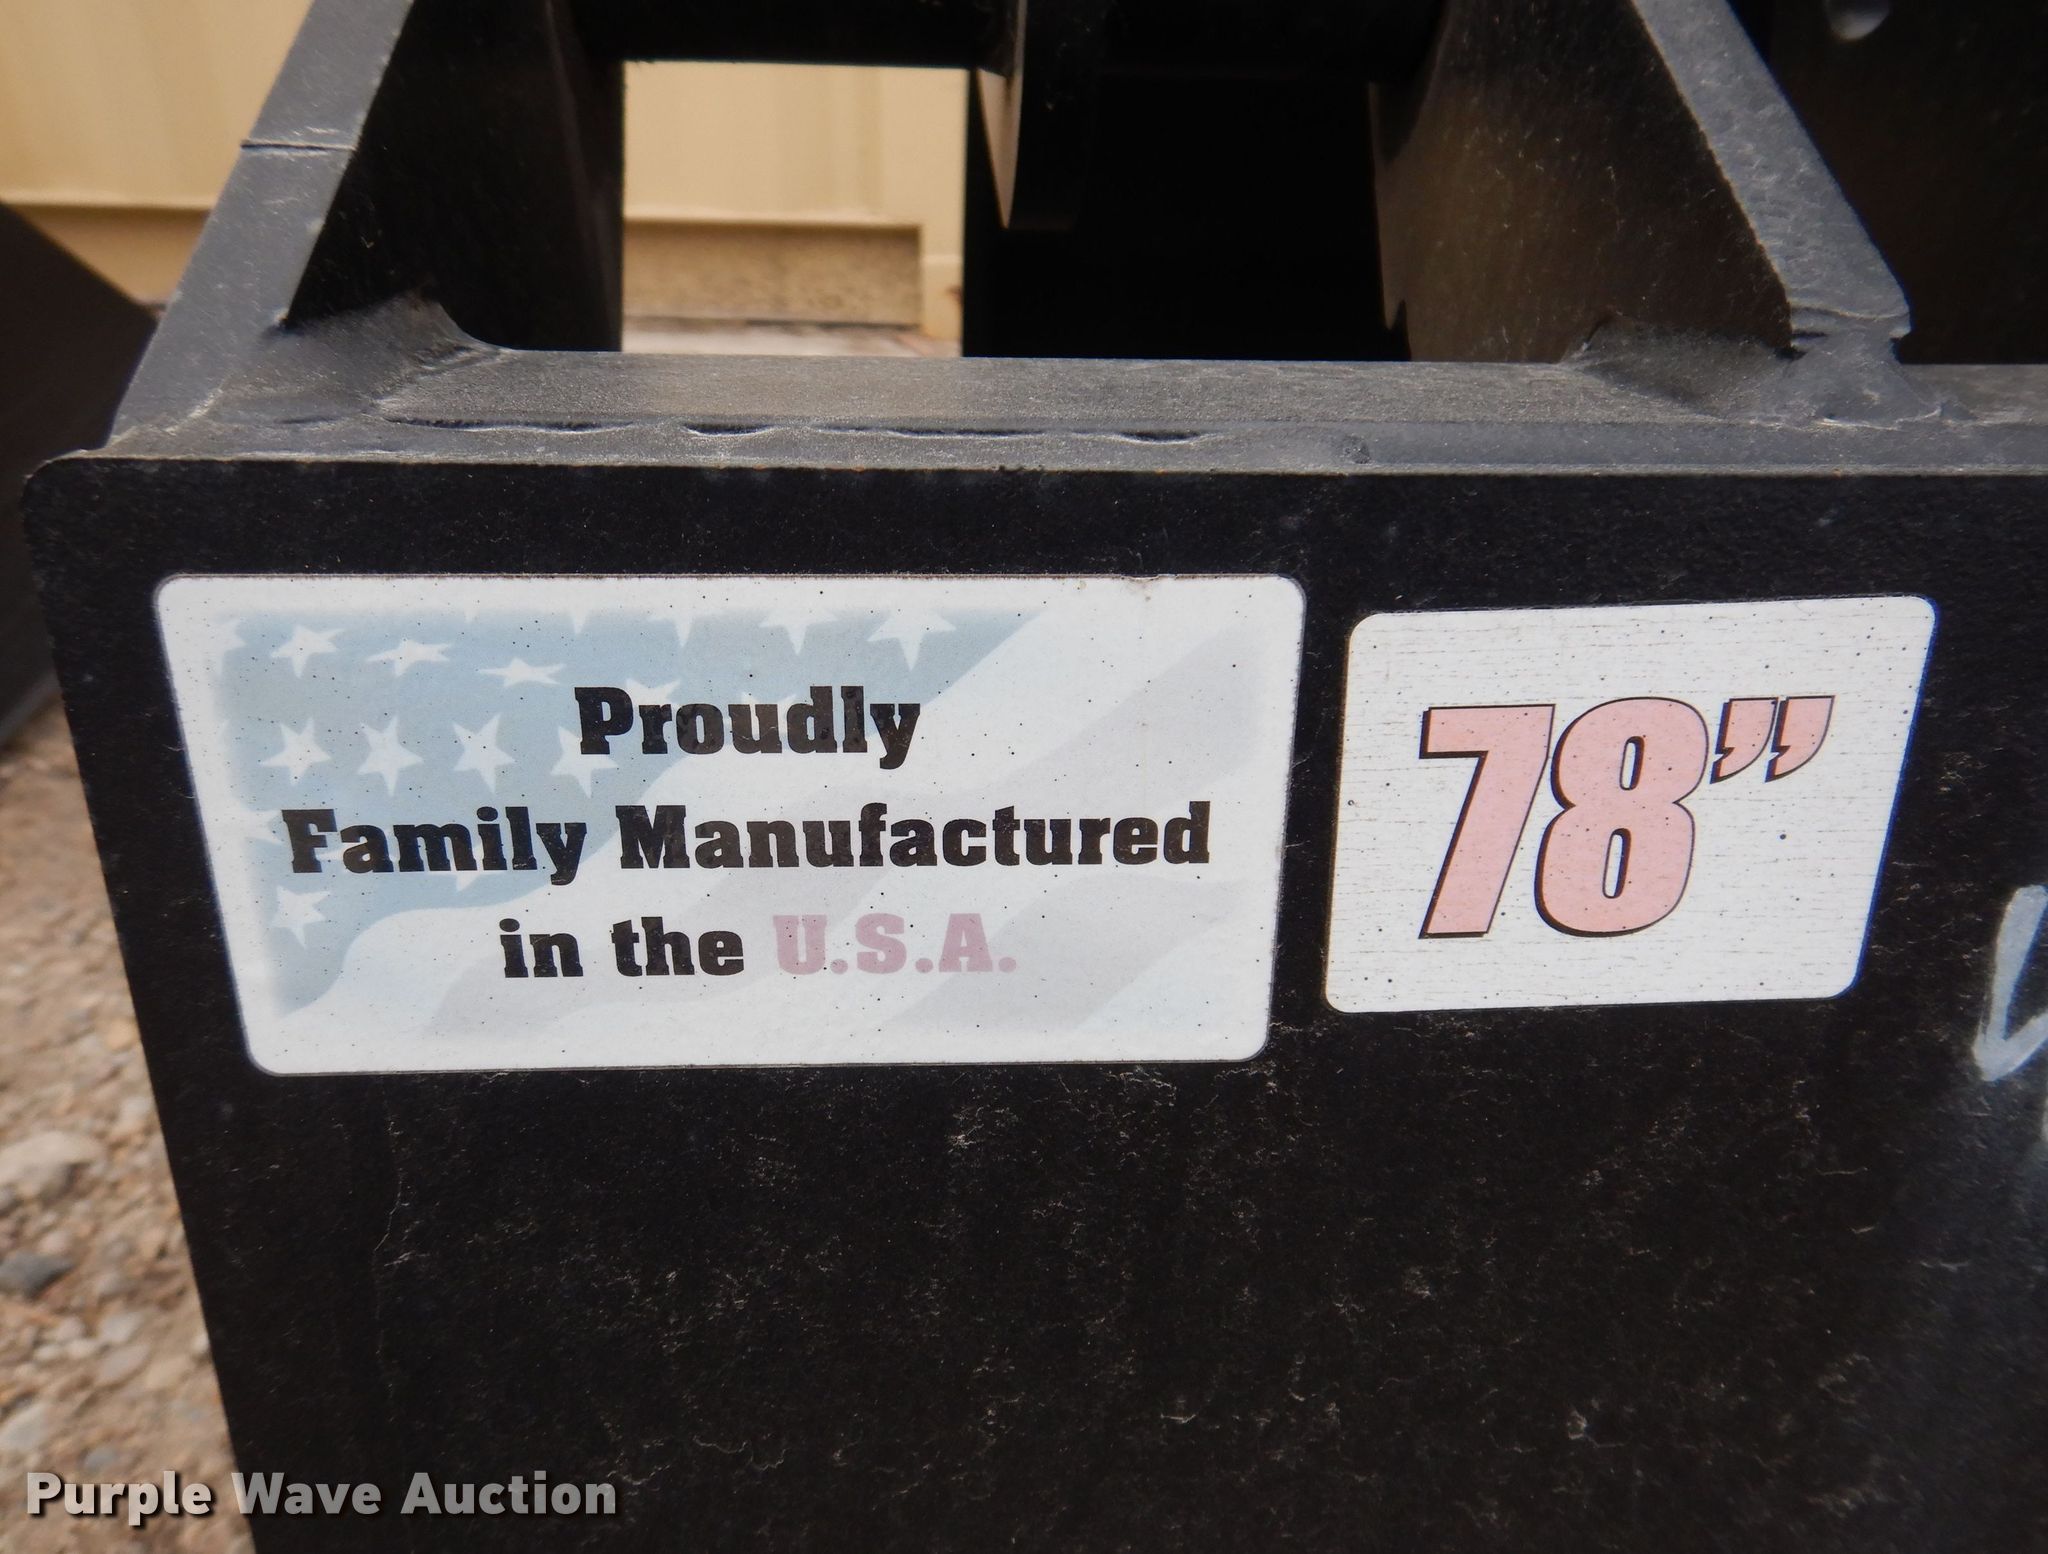 Proudly
Family Manufactured
in the U.S.A.
78”
Purple Wave Auction